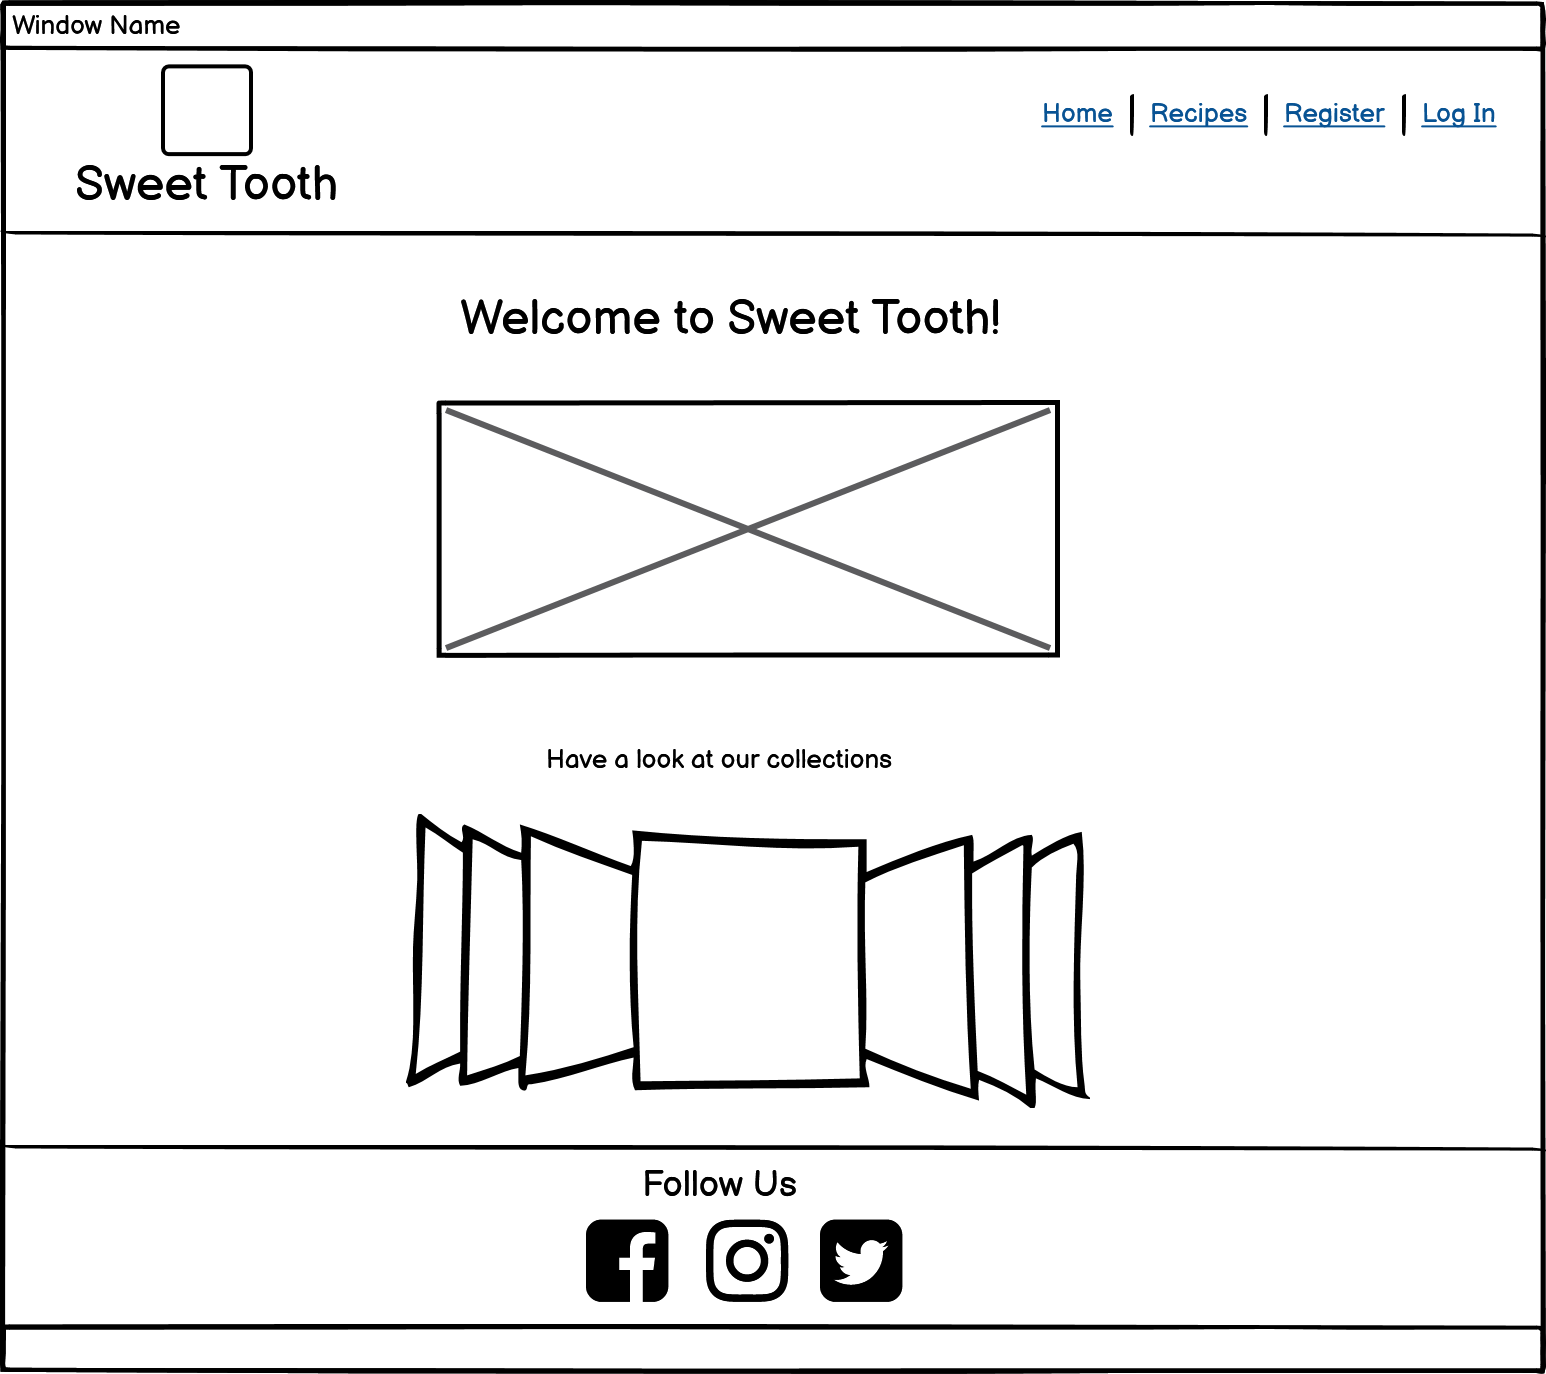 Window Name
Home | Recipes | Register | Log In
Sweet Tooth
Welcome to Sweet Tooth!
Have a look at our collections
Follow Us